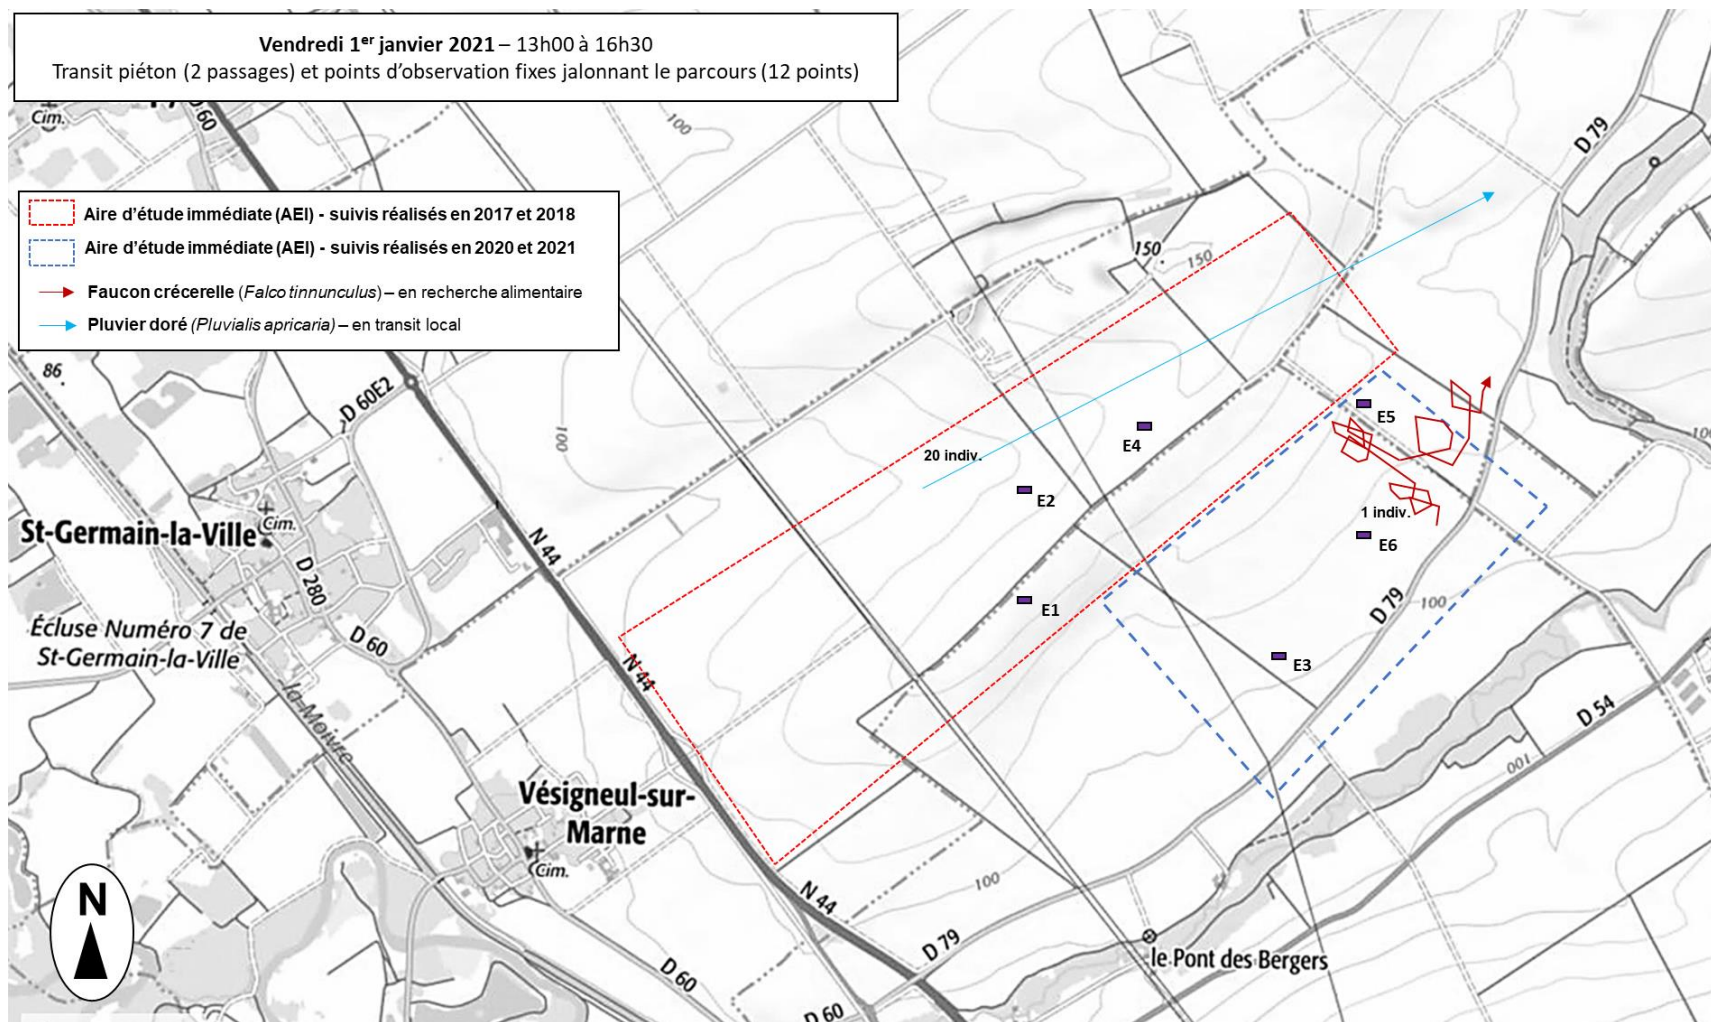 Vendredi 1er janvier 2021 – 13h00 à 16h30
Transit piéton (2 passages) et points d'observation fixes jalonnant le parcours (12 points)
Cim.
60
100
D 79
Aire d'étude immédiate (AEI) - suivis réalisés en 2017 et 2018
Aire d'étude immédiate (AEI) - suivis réalisés en 2020 et 2021
Faucon crécerelle (Falco tinnunculus) – en recherche alimentaire
Pluvier doré (Pluvialis apricaria) – en transit local
150.
150
86.
D 60E2
100
E5
E4
20 indiv.
E2
1 indiv.
E6
100
St-Germain-la-Ville
Cim.
N 44
D 280
E1
D 79
100
Écluse Numéro 7 de
St-Germain-la-Ville
D 60
N 44
E3
la Moivre
D 54
100
Vésigneul-sur-
Marne
Cim.
100
N
N 44
D 79
le Pont des Bergers
D 60
D 60